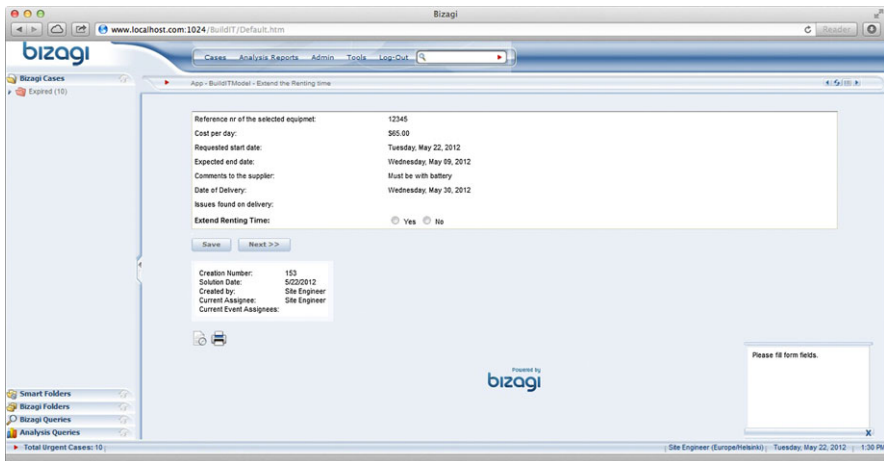 Bizagi
www.localhost.com:1024/BuildIT/Default.htm
Reader
bizagi
Cases Analysis Reports Admin Tools Log-Out
Bizagi Cases
Expired (10)
App - BuildITModel - Extend the Renting time
Reference nr of the selected equipmet: 12345
Cost per day: $65.00
Requested start date: Tuesday, May 22, 2012
Expected end date: Wednesday, May 09, 2012
Comments to the supplier: Must be with battery
Date of Delivery: Wednesday, May 30, 2012
Issues found on delivery:
Extend Renting Time: Yes No
Save Next >>
Creation Number: 153
Solution Date: 5/22/2012
Created by: Site Engineer
Current Assignee: Site Engineer
Current Event Assignees:
Please fill form fields.
Powered by
bizagi
Smart Folders
Bizagi Folders
Bizagi Queries
Analysis Queries
X
Total Urgent Cases: 10
Site Engineer (Europe/Helsinki) Tuesday, May 22, 2012 1:30 PM